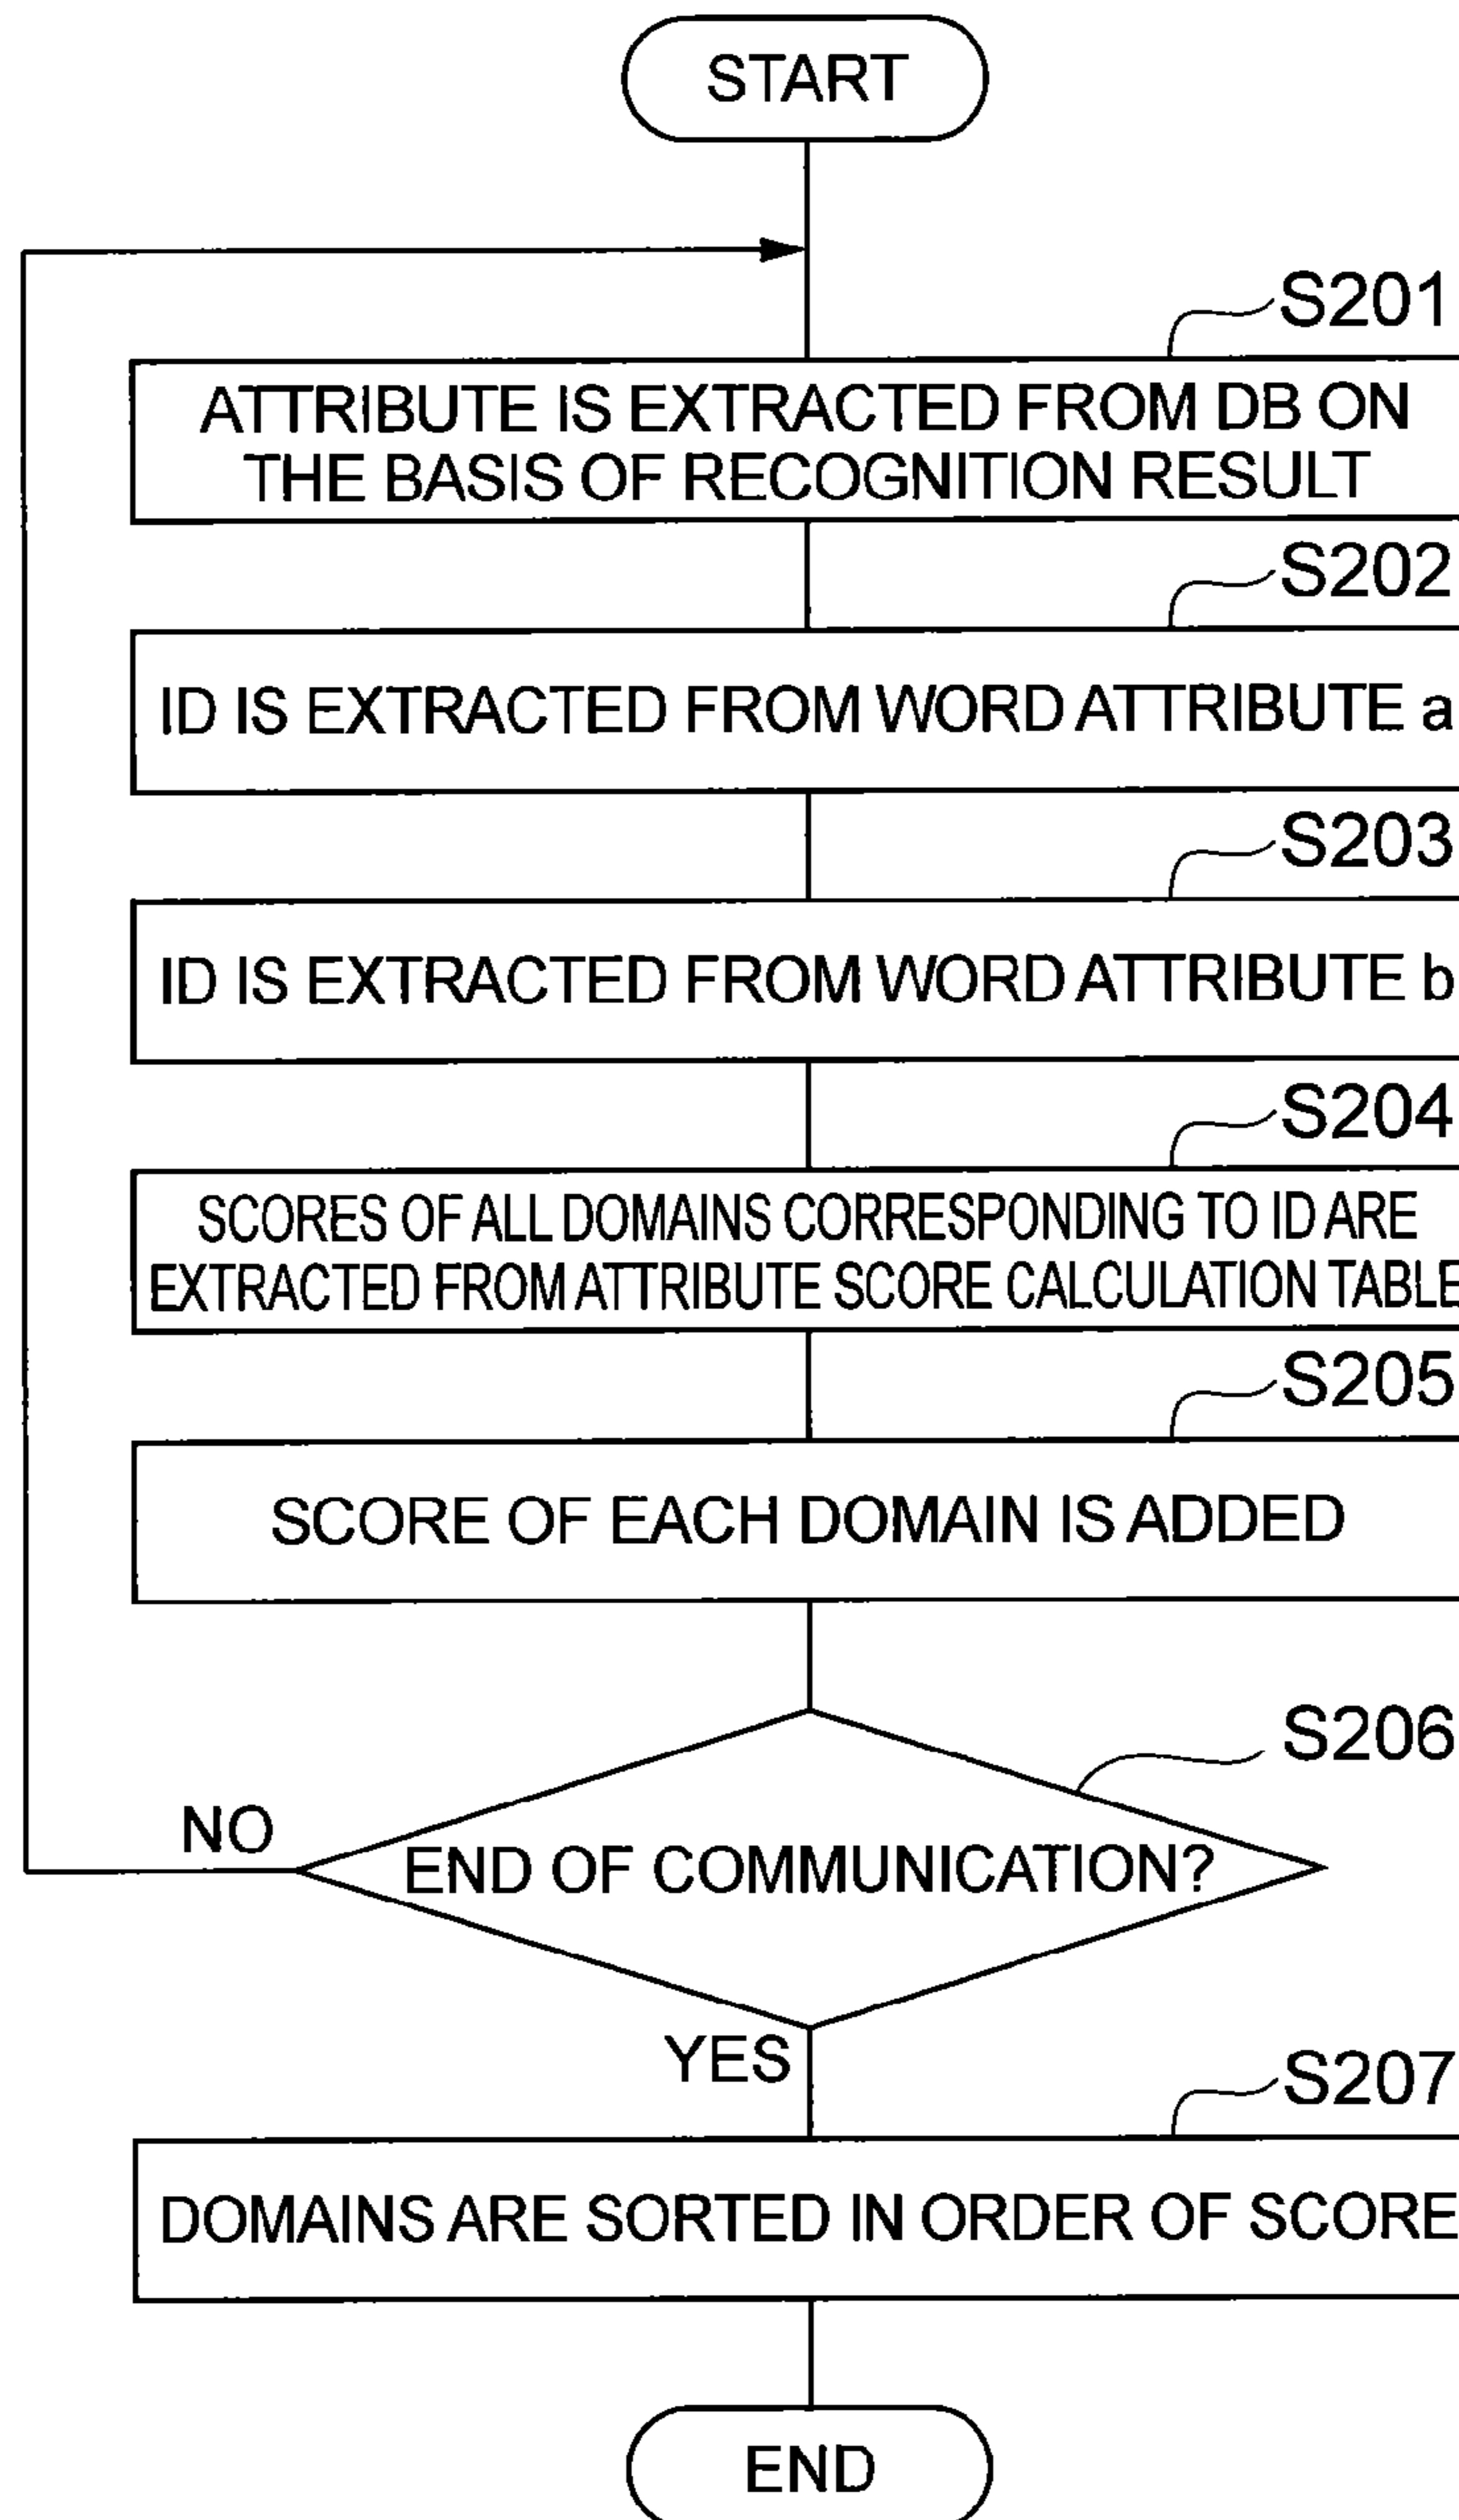 START
S201
ATTRIBUTE IS EXTRACTED FROM DB ON
THE BASIS OF RECOGNITION RESULT
S202
ID IS EXTRACTED FROM WORD ATTRIBUTE a
S203
ID IS EXTRACTED FROM WORD ATTRIBUTE b
S204
SCORES OF ALL DOMAINS CORRESPONDING TO ID ARE
EXTRACTED FROM ATTRIBUTE SCORE CALCULATION TABLE
S205
SCORE OF EACH DOMAIN IS ADDED
S206
NO
END OF COMMUNICATION?
YES
S207
DOMAINS ARE SORTED IN ORDER OF SCORE
END